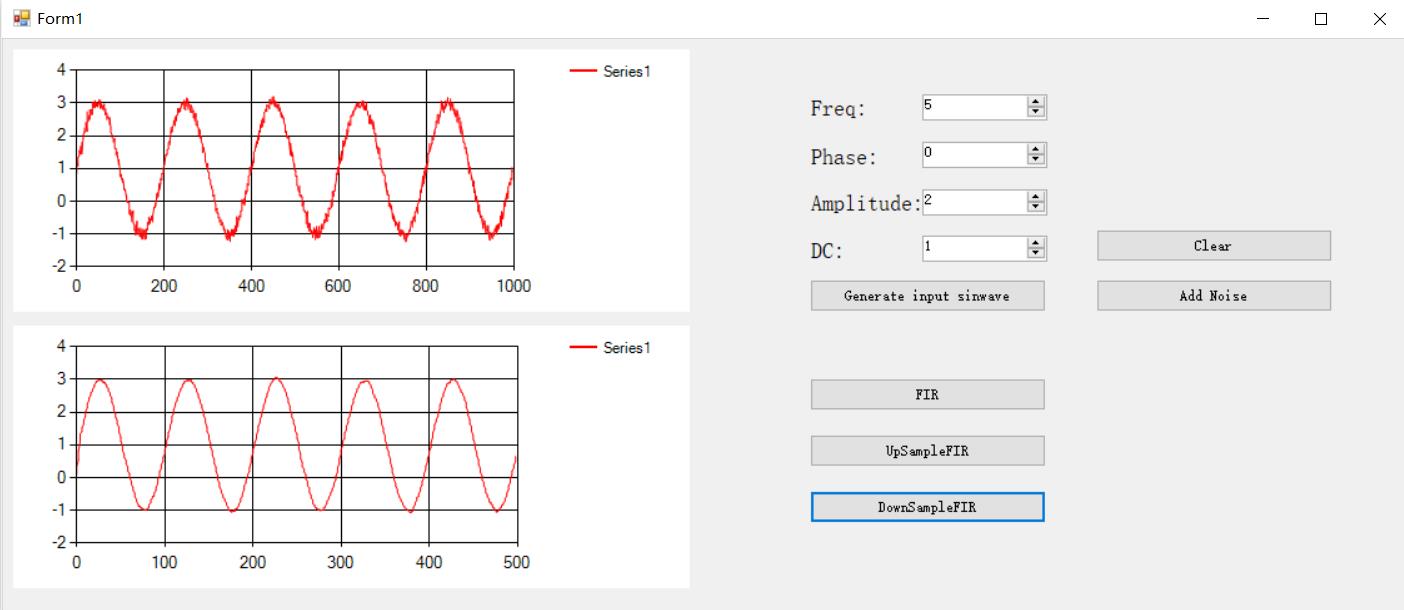 Form1
4
3
2
1
0
-1
-2
0 200 400 600 800 1000
Series1
4
3
2
1
0
-1
-2
0 100 200 300 400 500
Series1
Freq: 5
Phase: 0
Amplitude: 2
DC: 1
Clear
Generate input sinwave
Add Noise
FIR
UpSampleFIR
DownSampleFIR